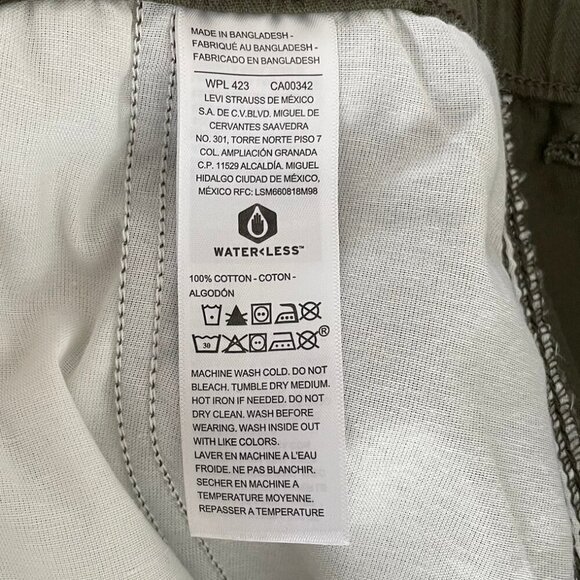 MADE IN BANGLADESH -
FABRIQUÉ AU BANGLADESH -
FABRICADO EN BANGLADESH
WPL 423 CA00342
LEVI STRAUSS DE MÉXICO
S.A. DE C.V.BLVD. MIGUEL DE
CERVANTES SAAVEDRA
NO. 301, TORRE NORTE PISO 7
COL. AMPLIACIÓN GRANADA
C.P. 11529 ALCALDÍA. MIGUEL
HIDALGO CIUDAD DE MÉXICO,
MÉXICO RFC: LSM660818M98
WATER<LESS™
100% COTTON - COTON -
ALGODÓN
30 ®
MACHINE WASH COLD. DO NOT
BLEACH. TUMBLE DRY MEDIUM.
HOT IRON IF NEEDED. DO NOT
DRY CLEAN. WASH BEFORE
WEARING. WASH INSIDE OUT
WITH LIKE COLORS.
LAVER EN MACHINE A L'EAU
FROIDE. NE PAS BLANCHIR.
SECHER EN MACHINE A
TEMPERATURE MOYENNE.
REPASSER A TEMPERATURE